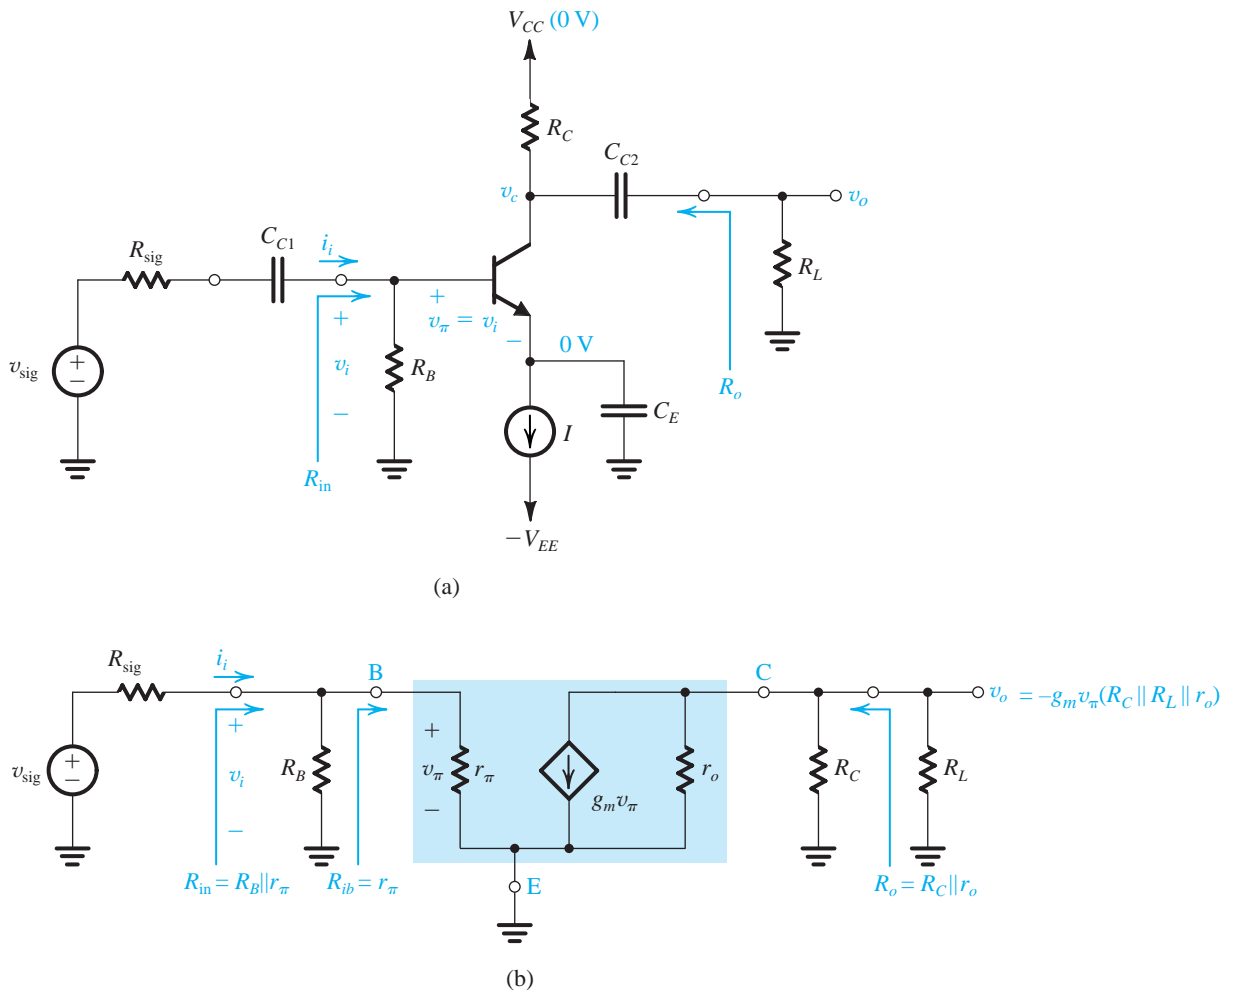 V_CC (0 V)
R_C
C_C2
v_c
v_o
C_C1
i_i
R_sig
R_L
+
+
v_π = v_i
−
0 V
v_sig
+
−
v_i
R_B
R_o
−
C_E
I
R_in
−V_EE
(a)
R_sig
i_i
B
C
v_o = −g_m v_π(R_C || R_L || r_o)
+
+
v_sig
+
−
v_i
R_B
v_π
r_π
r_o
R_C
R_L
g_m v_π
−
−
R_in = R_B||r_π
R_ib = r_π
E
R_o = R_C || r_o
(b)